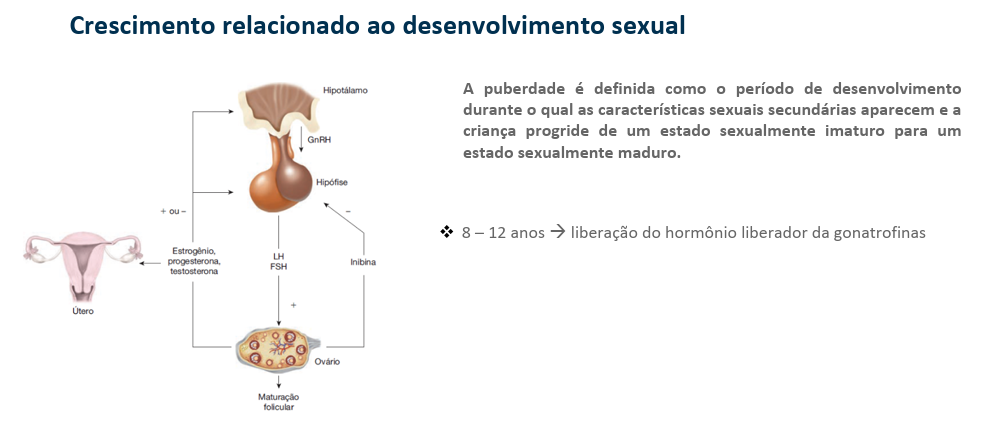 Crescimento relacionado ao desenvolvimento sexual
Hipotálamo
GnRH
Hipófise
+ ou –
–
Estrogênio,
progesterona,
testosterona
LH
FSH
Inibina
+
Útero
Ovário
Maturação
folicular
A puberdade é definida como o período de desenvolvimento
durante o qual as características sexuais secundárias aparecem e a
criança progride de um estado sexualmente imaturo para um
estado sexualmente maduro.
❖ 8 – 12 anos → liberação do hormônio liberador da gonatrofinas